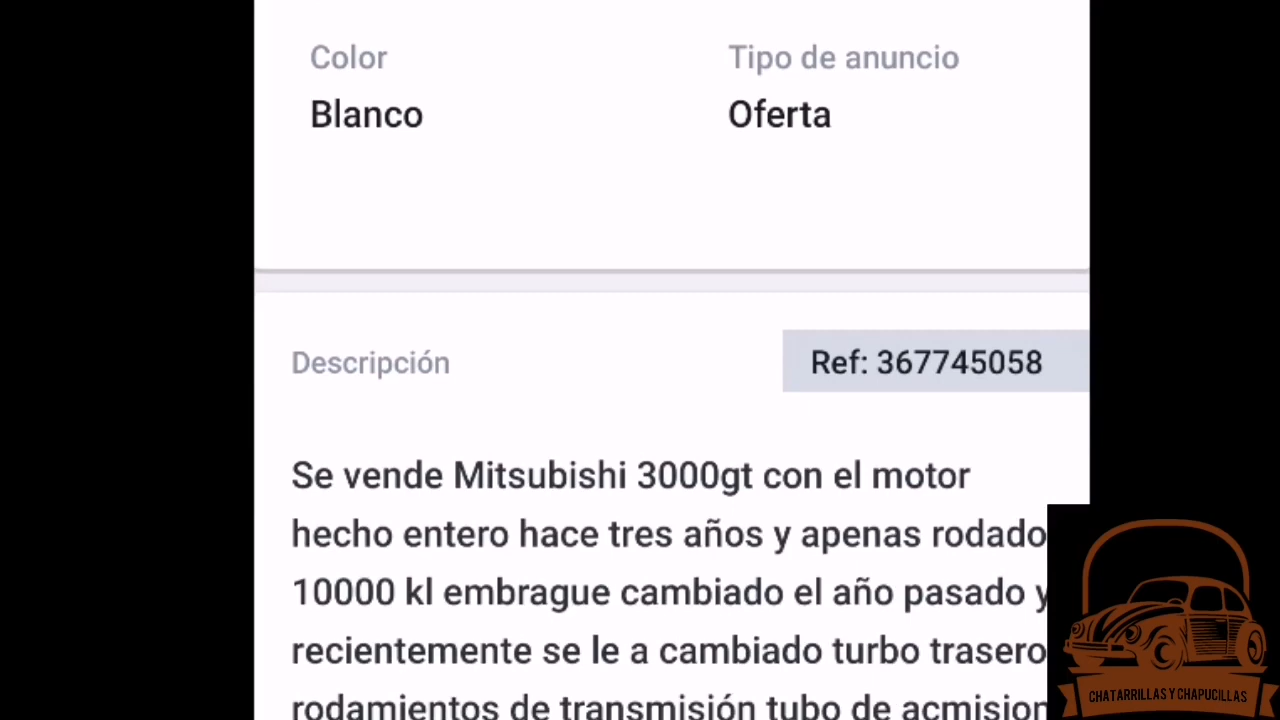 Color
Tipo de anuncio
Blanco
Oferta
Descripción
Ref: 367745058
Se vende Mitsubishi 3000gt con el motor
hecho entero hace tres años y apenas rodado
10000 kl embrague cambiado el año pasado y
recientemente se le a cambiado turbo trasero
rodamientos de transmisión tubo de acmision
CHATARRILLAS Y CHAPUCILLAS